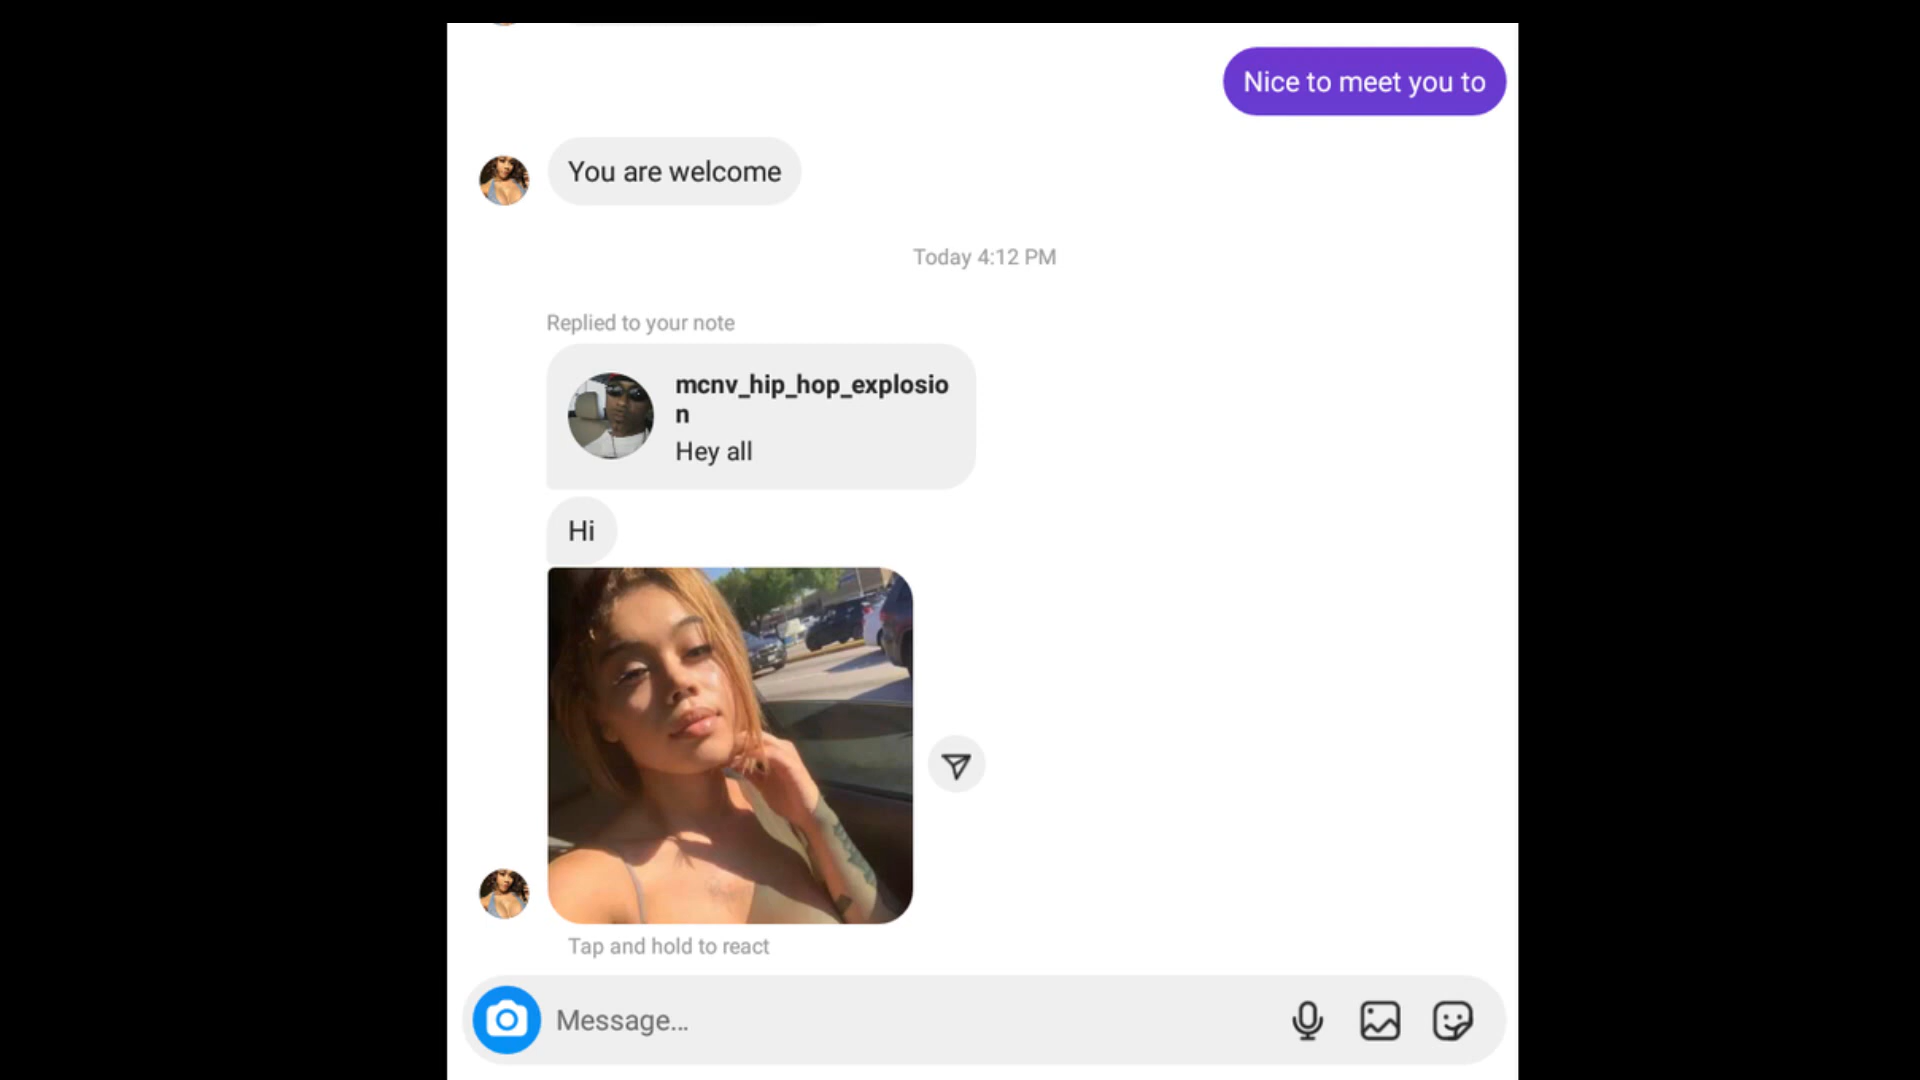 Nice to meet you to
You are welcome
Today 4:12 PM
Replied to your note
mcnv_hip_hop_explosio
n
Hey all
Hi
Tap and hold to react
Message...